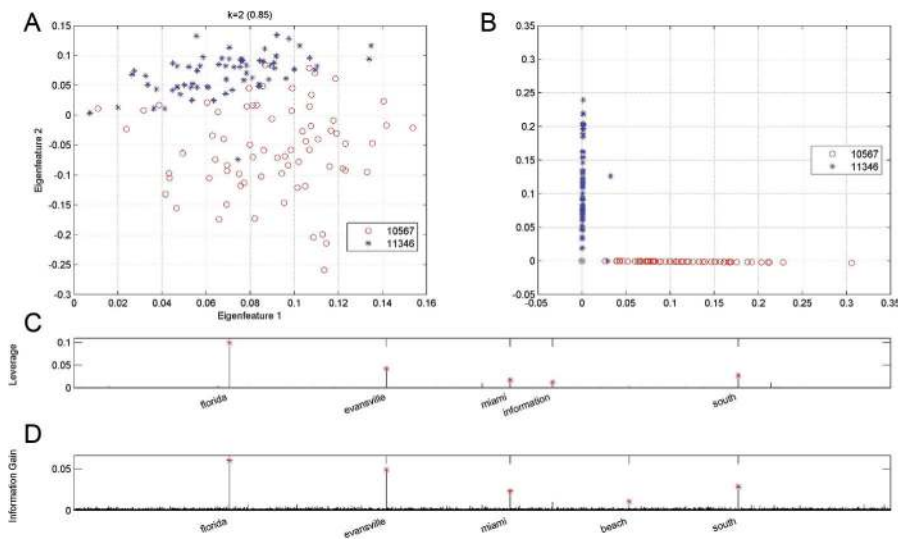 A
k=2 (0.85)
0.15
0.1
0.05
0
-0.05
-0.1
-0.15
-0.2
-0.25
-0.3
Eigenfeature 2
0
0.02
0.04
0.06
0.08
0.1
0.12
0.14
0.16
Eigenfeature 1
10567
11346
B
0.35
0.3
0.25
0.2
0.15
0.1
0.05
0
-0.05
-0.05
0
0.05
0.1
0.15
0.2
0.25
0.3
0.35
10567
11346
C
Leverage
0.1
0.05
0
florida
evansville
miami
information
south
D
Information Gain
0.05
0
florida
evansville
miami
beach
south